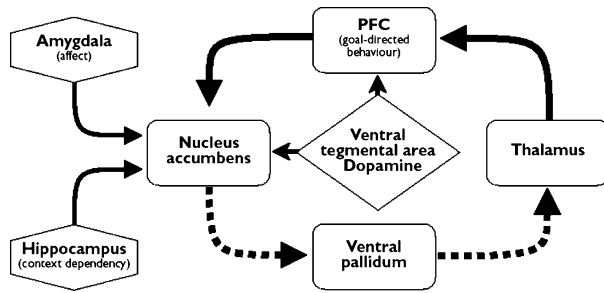 Amygdala
(affect)
PFC
(goal-directed
behaviour)
Nucleus
accumbens
Ventral
tegmental area
Dopamine
Thalamus
Hippocampus
(context dependency)
Ventral
pallidum